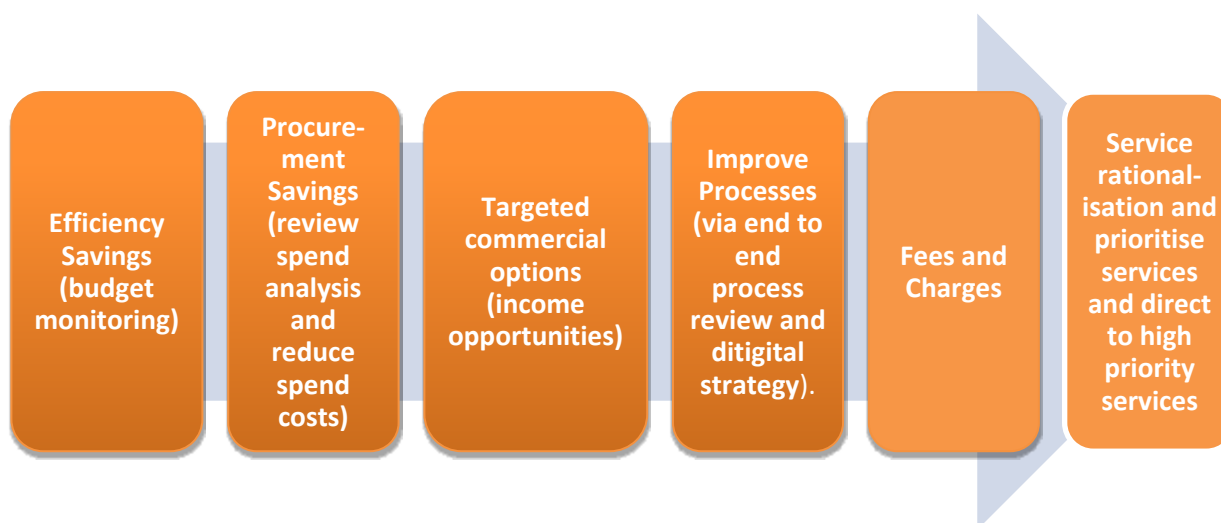 Efficiency
Savings
(budget
monitoring)
Procure-
ment
Savings
(review
spend
analysis
and
reduce
spend
costs)
Targeted
commercial
options
(income
opportunities)
Improve
Processes
(via end to
end
process
review and
ditigital
strategy).
Fees and
Charges
Service
rational-
isation and
prioritise
services
and direct
to high
priority
services